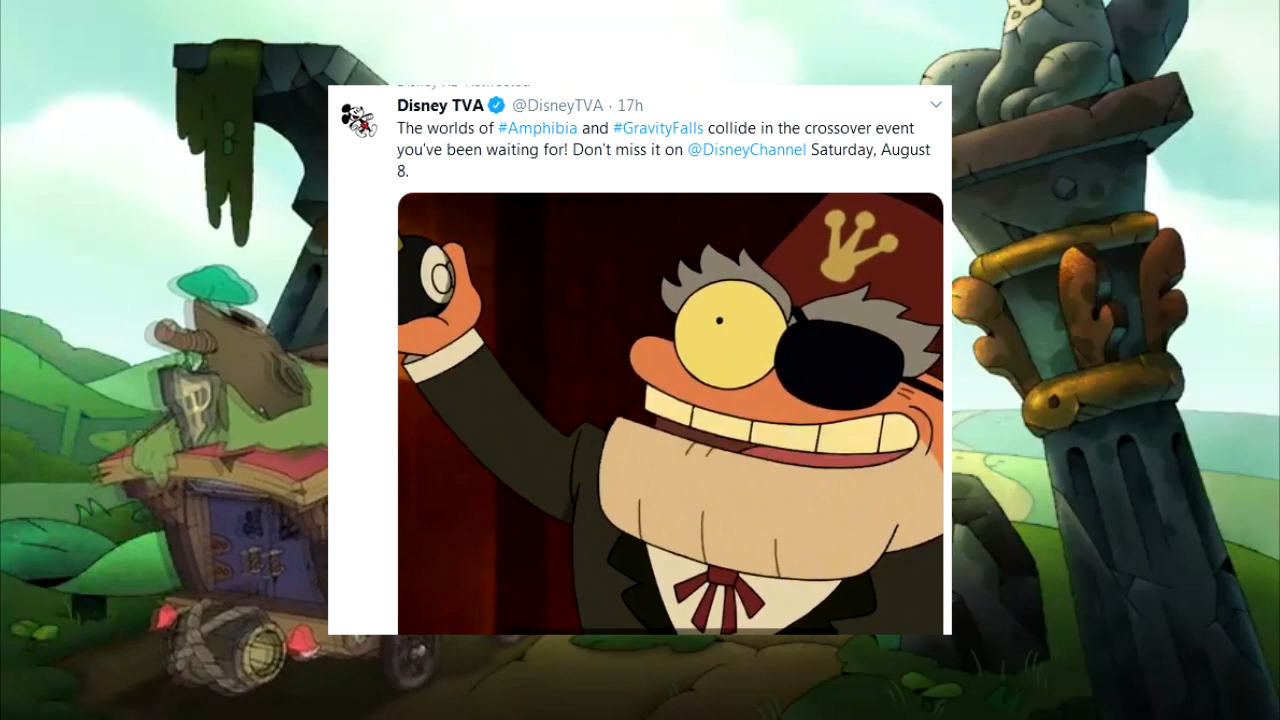 Disney TVA @DisneyTVA · 17h
The worlds of #Amphibia and #GravityFalls collide in the crossover event
you've been waiting for! Don't miss it on @DisneyChannel Saturday, August
8.